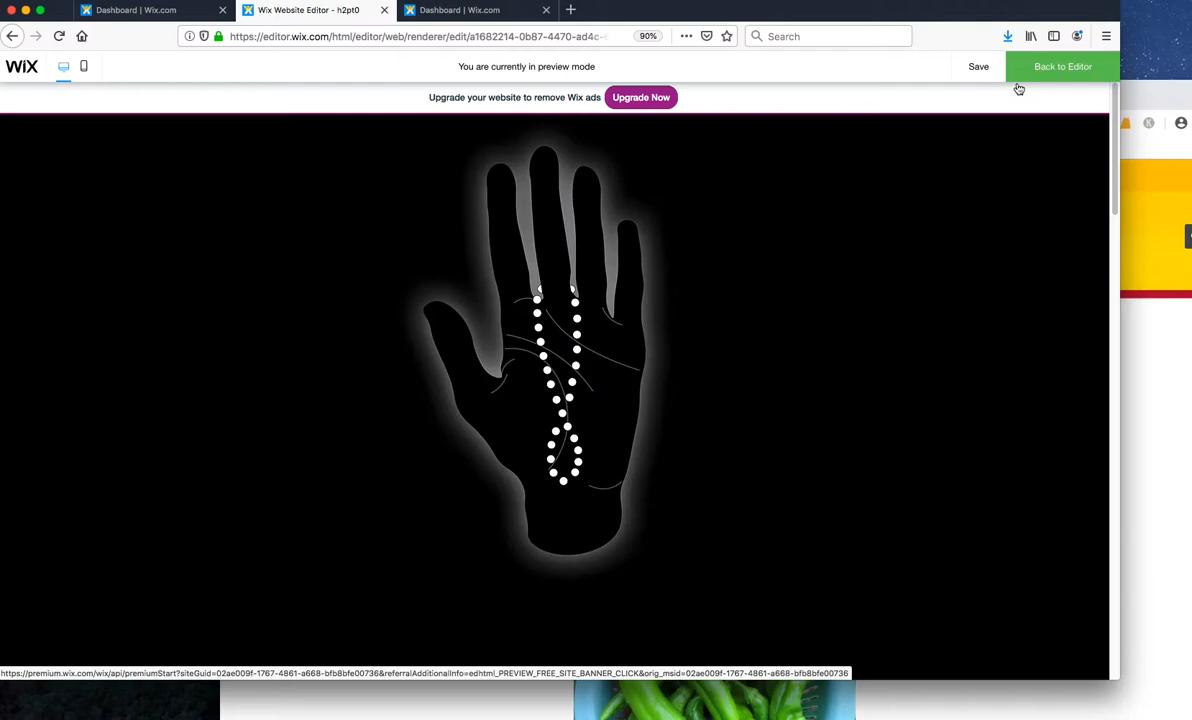 Dashboard | Wix.com
Wix Website Editor - h2pt0
Dashboard | Wix.com
https://editor.wix.com/html/editor/web/renderer/edit/a1682214-0b87-4470-ad4c-
90%
Search
WiX
You are currently in preview mode
Save
Back to Editor
Upgrade your website to remove Wix ads
Upgrade Now
https://premium.wix.com/wix/api/premiumStart?siteGuid=02ae009f-1767-4861-a668-bfb8bfe00736&referralAdditionalInfo=edhtml_PREVIEW_FREE_SITE_BANNER_CLICK&orig_msid=02ae009f-1767-4861-a668-bfb8bfe00736